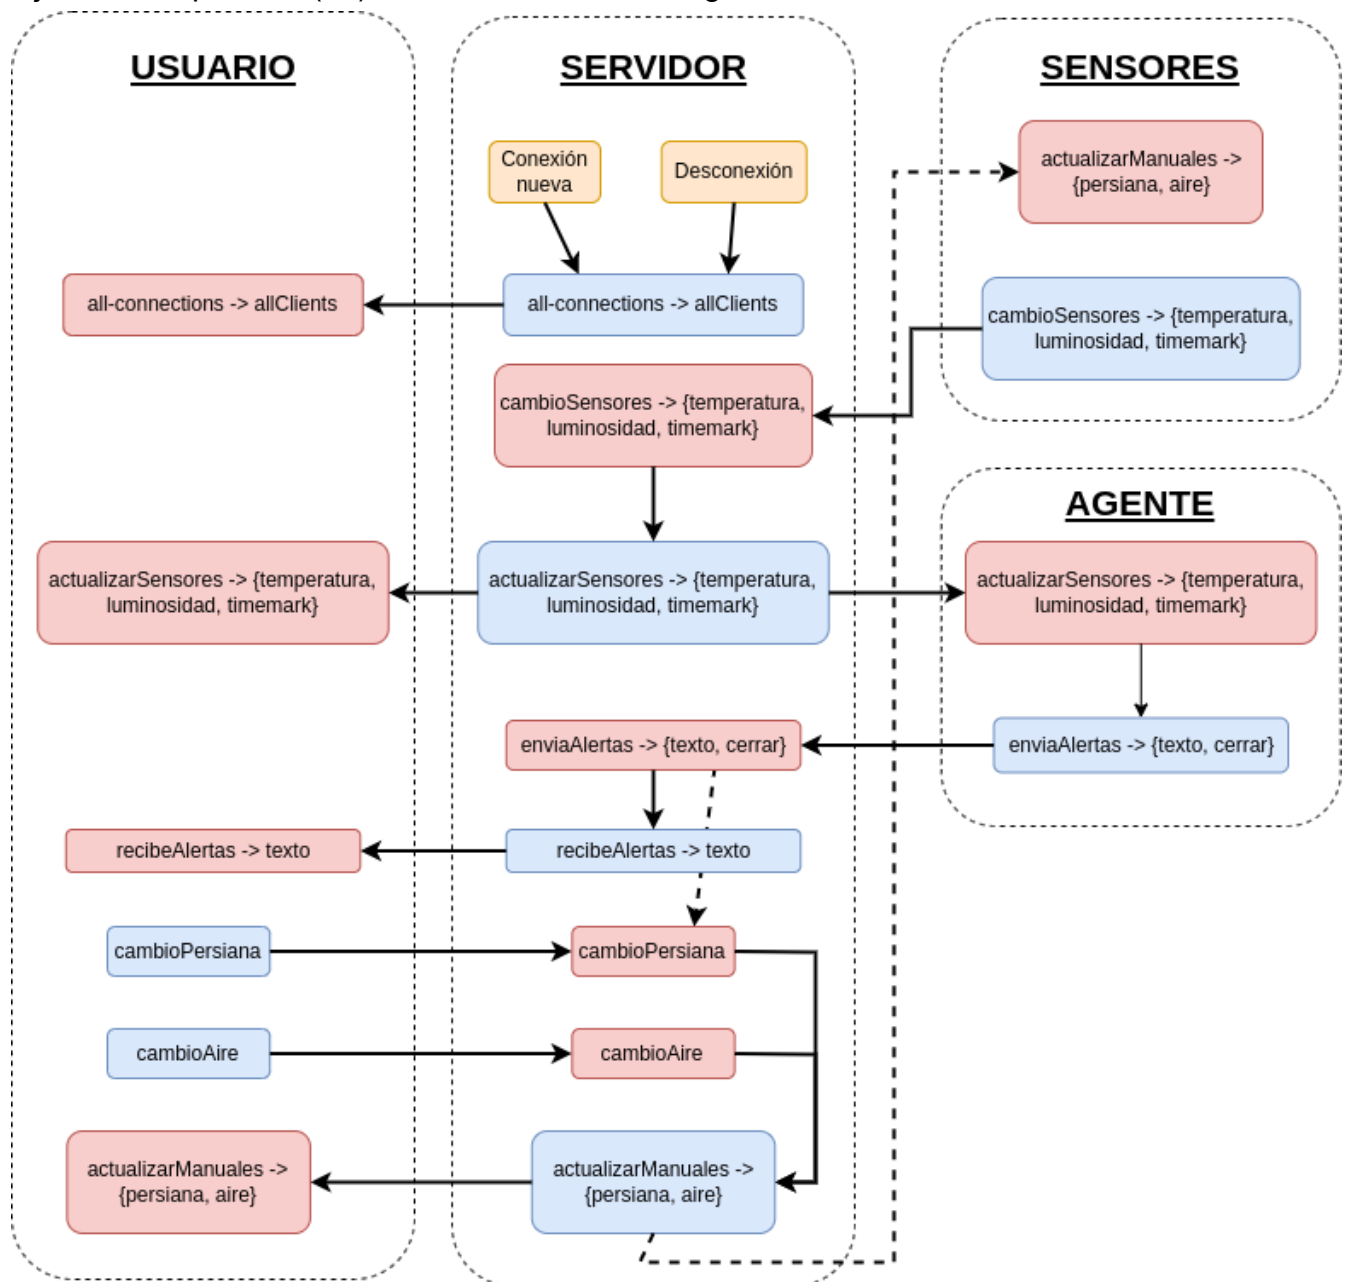 USUARIO
SERVIDOR
SENSORES
Conexión
nueva
Desconexión
actualizarManuales ->
{persiana, aire}
all-connections -> allClients
all-connections -> allClients
cambioSensores -> {temperatura,
luminosidad, timemark}
cambioSensores -> {temperatura,
luminosidad, timemark}
AGENTE
actualizarSensores -> {temperatura,
luminosidad, timemark}
actualizarSensores -> {temperatura,
luminosidad, timemark}
actualizarSensores -> {temperatura,
luminosidad, timemark}
enviaAlertas -> {texto, cerrar}
enviaAlertas -> {texto, cerrar}
recibeAlertas -> texto
recibeAlertas -> texto
cambioPersiana
cambioPersiana
cambioAire
cambioAire
actualizarManuales ->
{persiana, aire}
actualizarManuales ->
{persiana, aire}